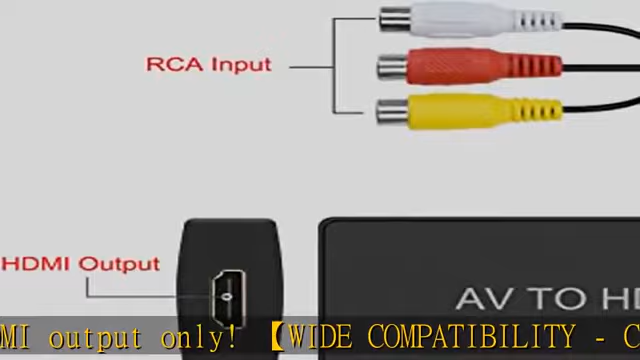 RCA Input
HDMI Output
AV TO HD
MI output only! 【WIDE COMPATIBILITY - C